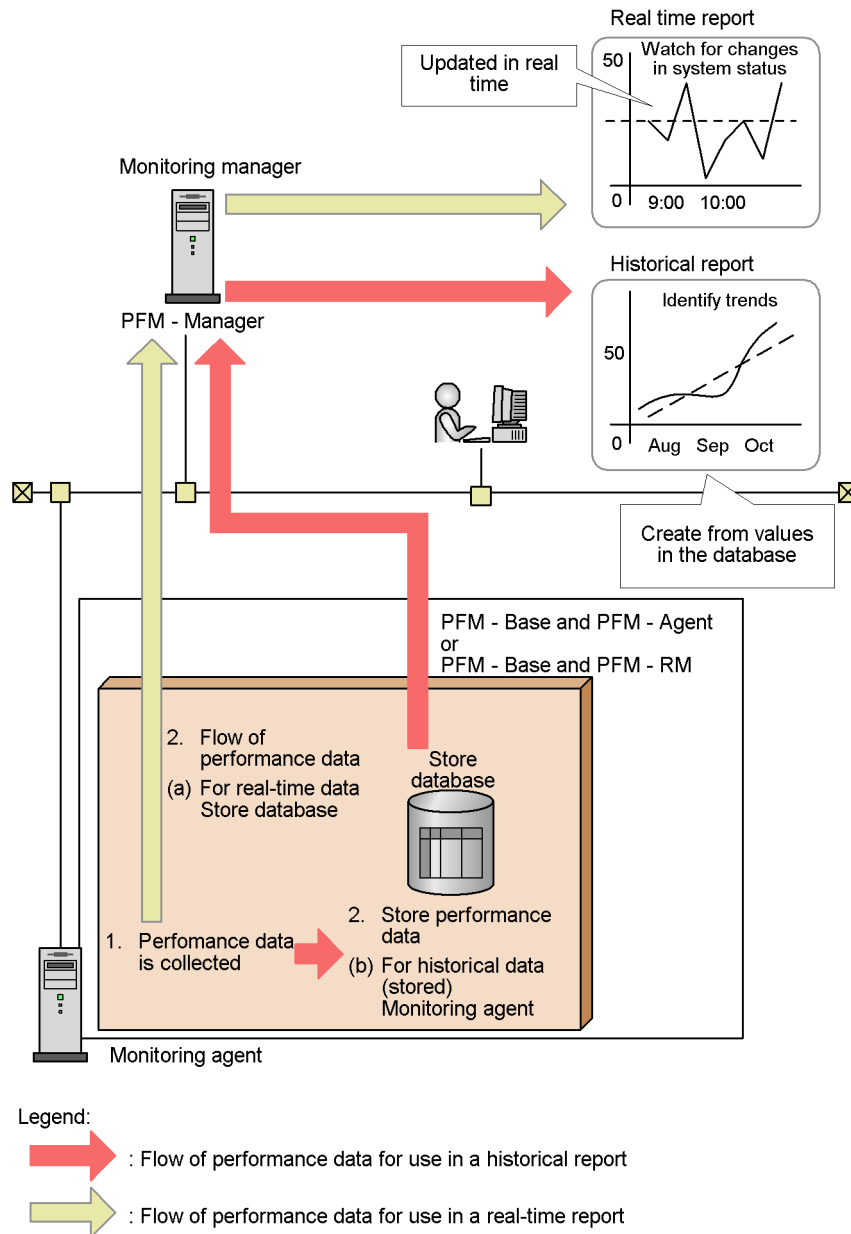 Real time report
Updated in real
time
50
Watch for changes
in system status
0
9:00 10:00
Monitoring manager
PFM - Manager
Historical report
Identify trends
50
0
Aug Sep Oct
Create from values
in the database
PFM - Base and PFM - Agent
or
PFM - Base and PFM - RM
2. Flow of
performance data
(a) For real-time data
Store database
Store
database
1. Perfomance data
is collected
2. Store performance
data
(b) For historical data
(stored)
Monitoring agent
Monitoring agent
Legend:
: Flow of performance data for use in a historical report
: Flow of performance data for use in a real-time report